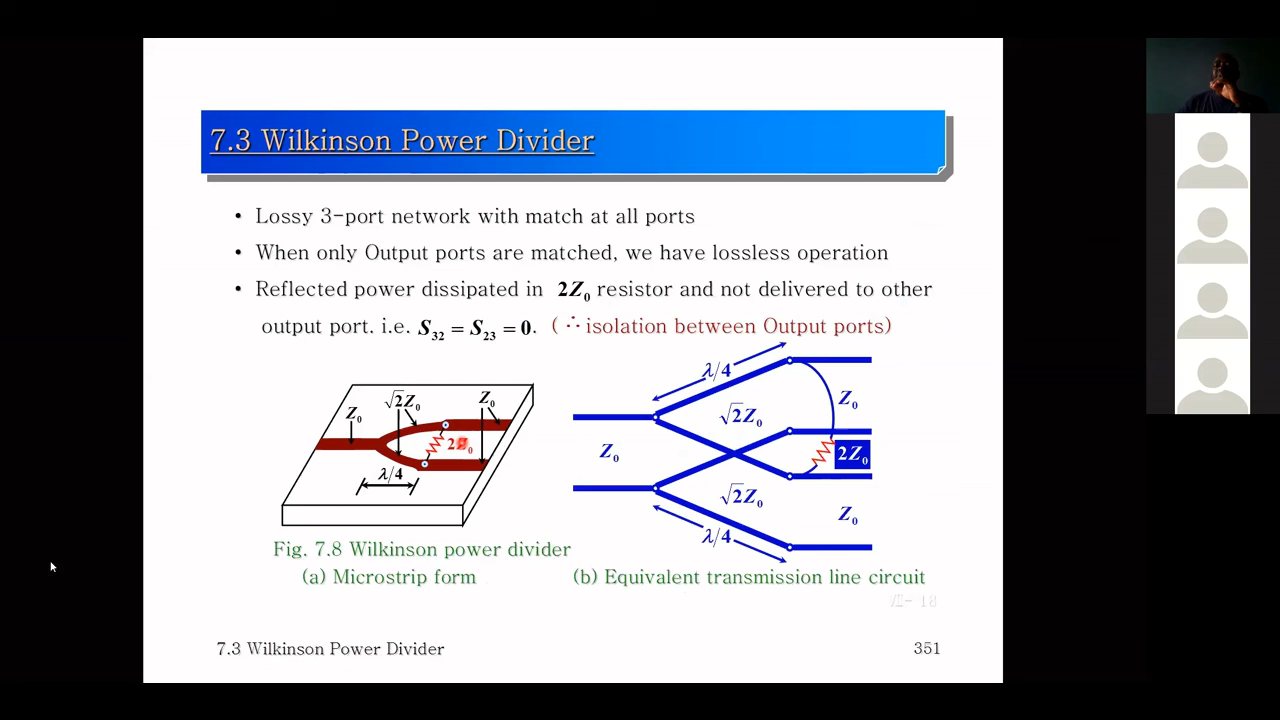 7.3 Wilkinson Power Divider
• Lossy 3-port network with match at all ports
• When only Output ports are matched, we have lossless operation
• Reflected power dissipated in 2Z₀ resistor and not delivered to other
output port. i.e. S₃₂ = S₂₃ = 0. (∴ isolation between Output ports)
Z₀
√2Z₀
Z₀
λ/4
λ/4
√2Z₀
Z₀
Z₀
2Z₀
√2Z₀
Z₀
λ/4
Fig. 7.8 Wilkinson power divider
(a) Microstrip form
(b) Equivalent transmission line circuit
7.3 Wilkinson Power Divider
351